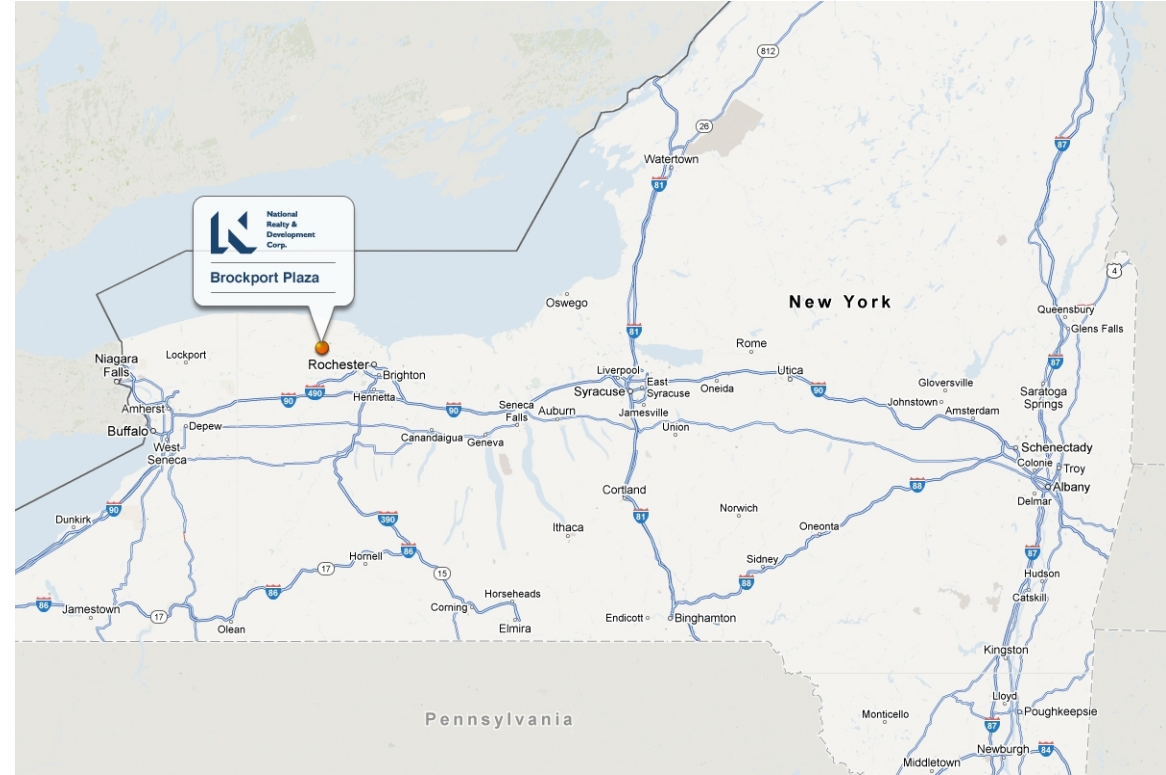 812
26
87
Watertown
81
National
Realty &
Development
Corp.
Brockport Plaza
4
Oswego
New York
Queensbury
Glens Falls
81
Rome
Niagara
Falls
Lockport
Rochester
Brighton
87
Liverpool
Utica
East
Syracuse
Syracuse
Oneida
90
Gloversville
Saratoga
Springs
Johnstown
Amsterdam
90
490
Henrietta
90
Seneca
Falls
Auburn
Jamesville
Amherst
Buffalo
Depew
Union
Canandaigua
Geneva
West
Seneca
Schenectady
Colonie
Troy
Albany
Delmar
88
Cortland
90
Dunkirk
390
81
Norwich
Ithaca
Oneonta
86
Hornell
17
15
86
Sidney
88
87
Hudson
Catskill
86
Jamestown
17
Olean
Corning
Horseheads
Elmira
Endicott
Binghamton
Kingston
Lloyd
Poughkeepsie
Monticello
87
Pennsylvania
Newburgh
84
Middletown